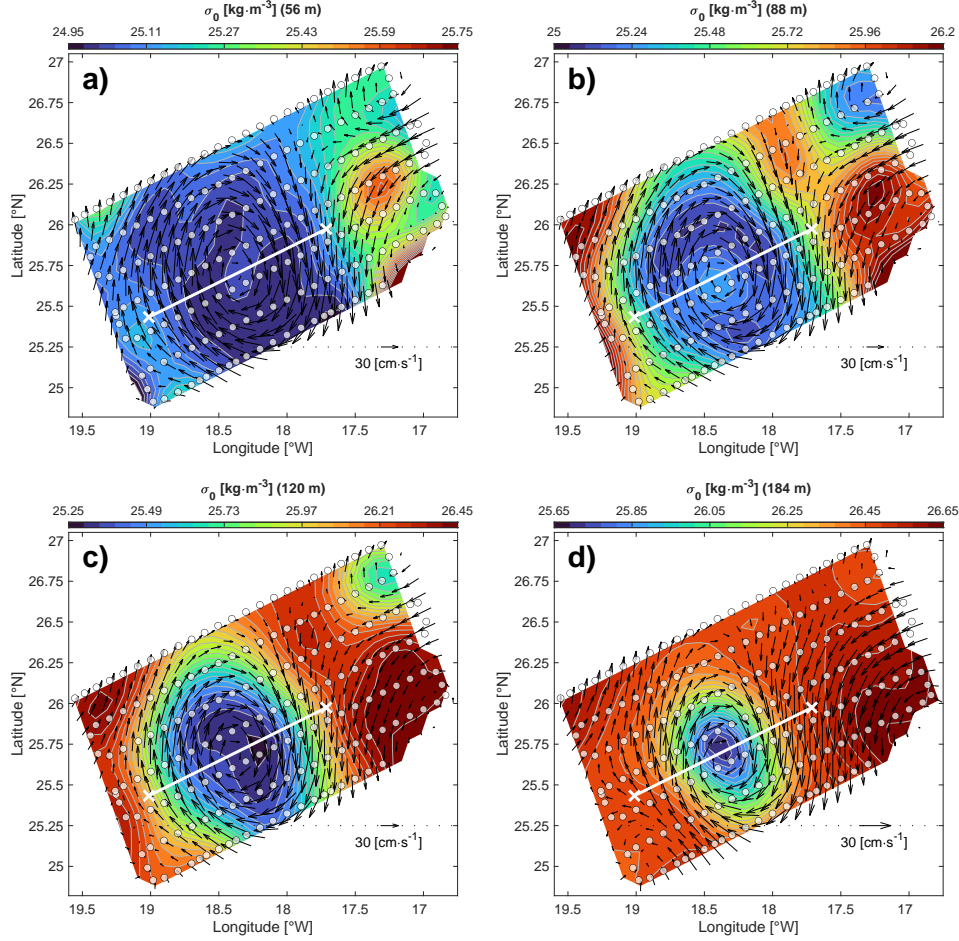 σ₀ [kg·m⁻³] (56 m)
24.95 25.11 25.27 25.43 25.59 25.75
a)
27
26.75
26.5
26.25
26
25.75
25.5
25.25
25
Latitude [°N]
30 [cm·s⁻¹]
19.5 19 18.5 18 17.5 17
Longitude [°W]
σ₀ [kg·m⁻³] (88 m)
25 25.24 25.48 25.72 25.96 26.2
b)
27
26.75
26.5
26.25
26
25.75
25.5
25.25
25
Latitude [°N]
30 [cm·s⁻¹]
19.5 19 18.5 18 17.5 17
Longitude [°W]
σ₀ [kg·m⁻³] (120 m)
25.25 25.49 25.73 25.97 26.21 26.45
c)
27
26.75
26.5
26.25
26
25.75
25.5
25.25
25
Latitude [°N]
30 [cm·s⁻¹]
19.5 19 18.5 18 17.5 17
Longitude [°W]
σ₀ [kg·m⁻³] (184 m)
25.65 25.85 26.05 26.25 26.45 26.65
d)
27
26.75
26.5
26.25
26
25.75
25.5
25.25
25
Latitude [°N]
30 [cm·s⁻¹]
19.5 19 18.5 18 17.5 17
Longitude [°W]